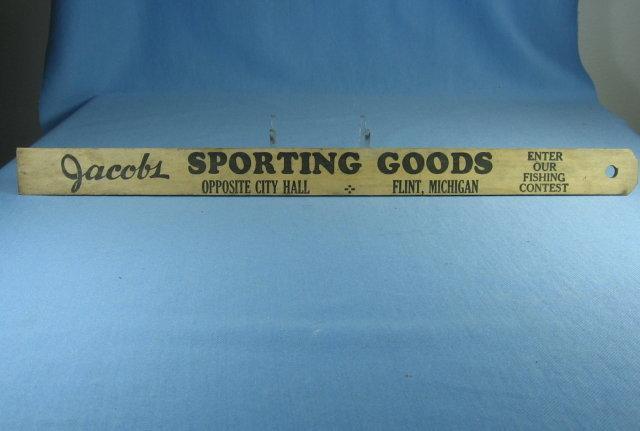 Jacobs SPORTING GOODS
OPPOSITE CITY HALL FLINT, MICHIGAN
ENTER
OUR
FISHING
CONTEST